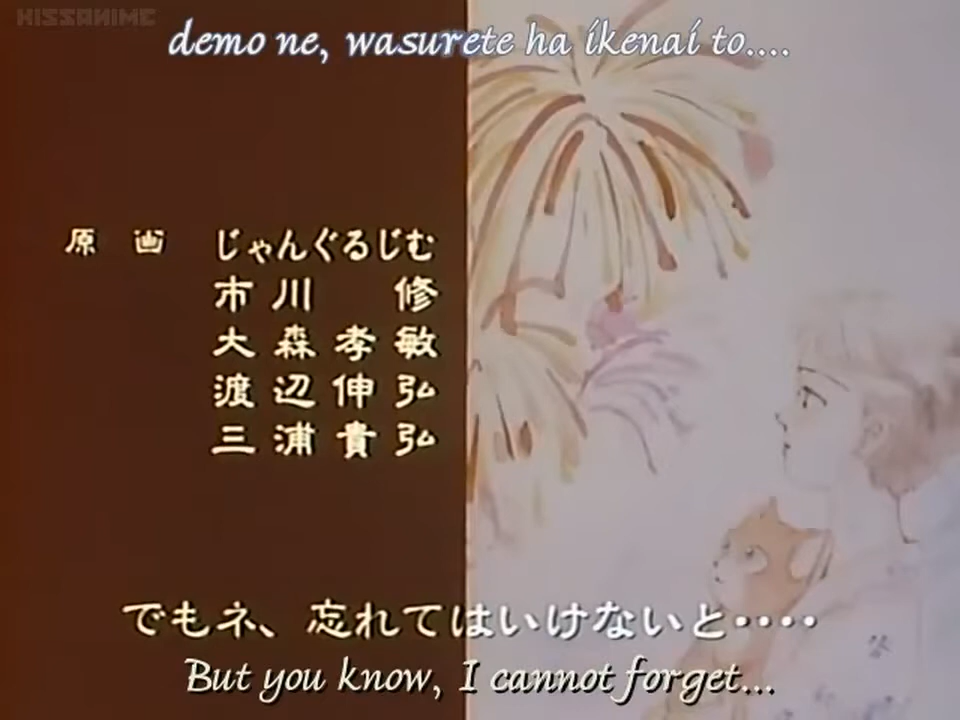 KISSANIME
demo ne, wasurete ha ikenai to....
原画 じゃんぐるじむ
市川 修
大森孝敏
渡辺伸弘
三浦貴弘
でもネ、忘れてはいけないと・・・・
But you know, I cannot forget...